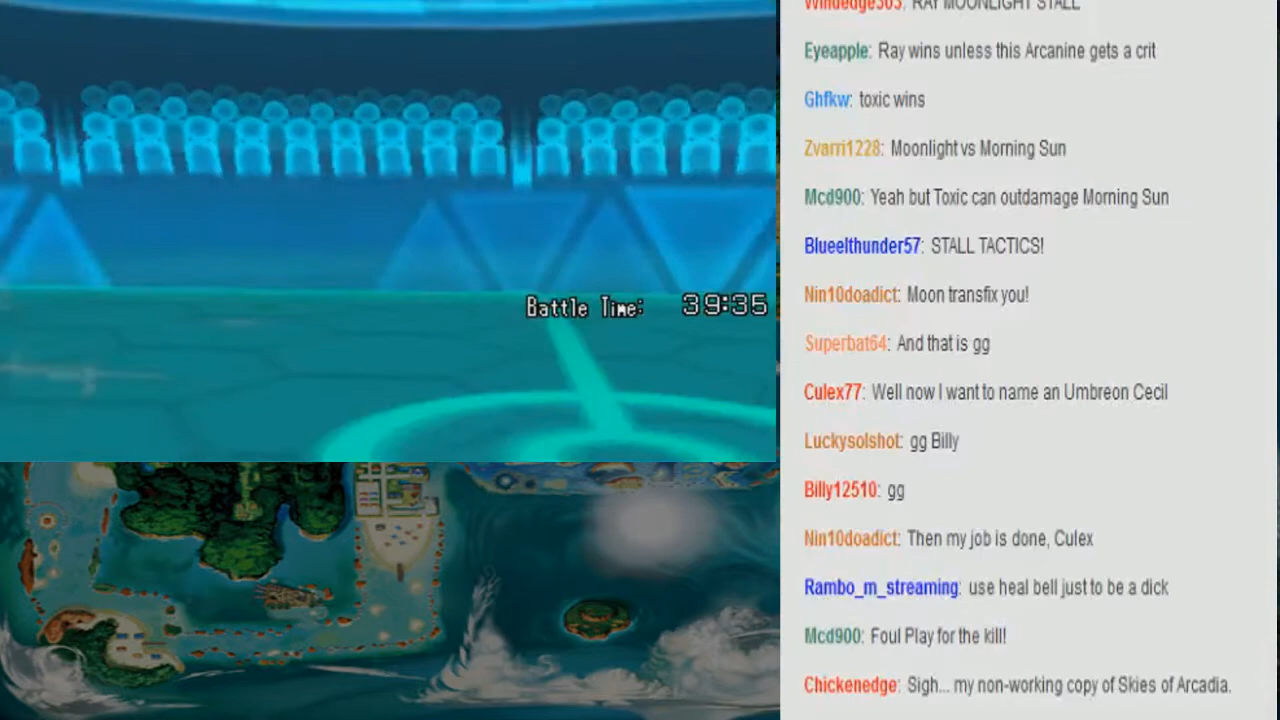 Windedge503: RAY MOONLIGHT STALL
Eyeapple: Ray wins unless this Arcanine gets a crit
Ghfkw: toxic wins
Zvarri1228: Moonlight vs Morning Sun
Mcd900: Yeah but Toxic can outdamage Morning Sun
Blueelthunder57: STALL TACTICS!
Nin10doadict: Moon transfix you!
Battle Time: 39:35
Superbat64: And that is gg
Culex77: Well now I want to name an Umbreon Cecil
Luckysolshot: gg Billy
Billy12510: gg
Nin10doadict: Then my job is done, Culex
Rambo_m_streaming: use heal bell just to be a dick
Mcd900: Foul Play for the kill!
Chickenedge: Sigh... my non-working copy of Skies of Arcadia.